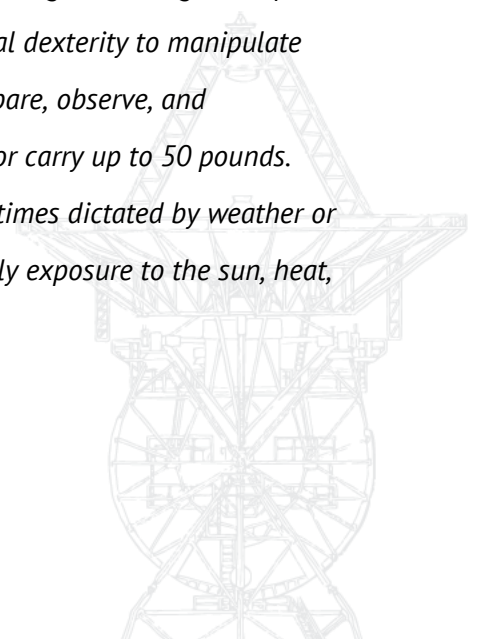 al dexterity to manipulate
pare, observe, and
or carry up to 50 pounds.
times dictated by weather or
ly exposure to the sun, heat,